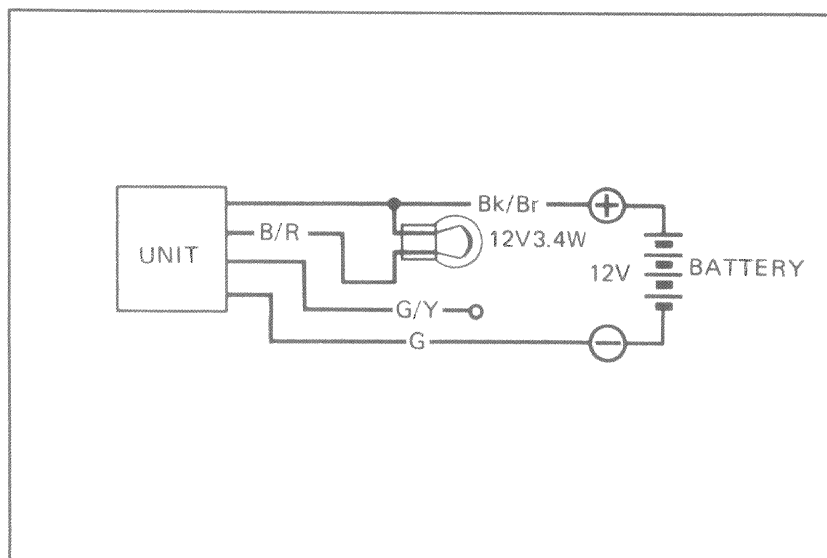 Bk/Br
+
B/R
12V3.4W
UNIT
12V
BATTERY
G/Y
G
−